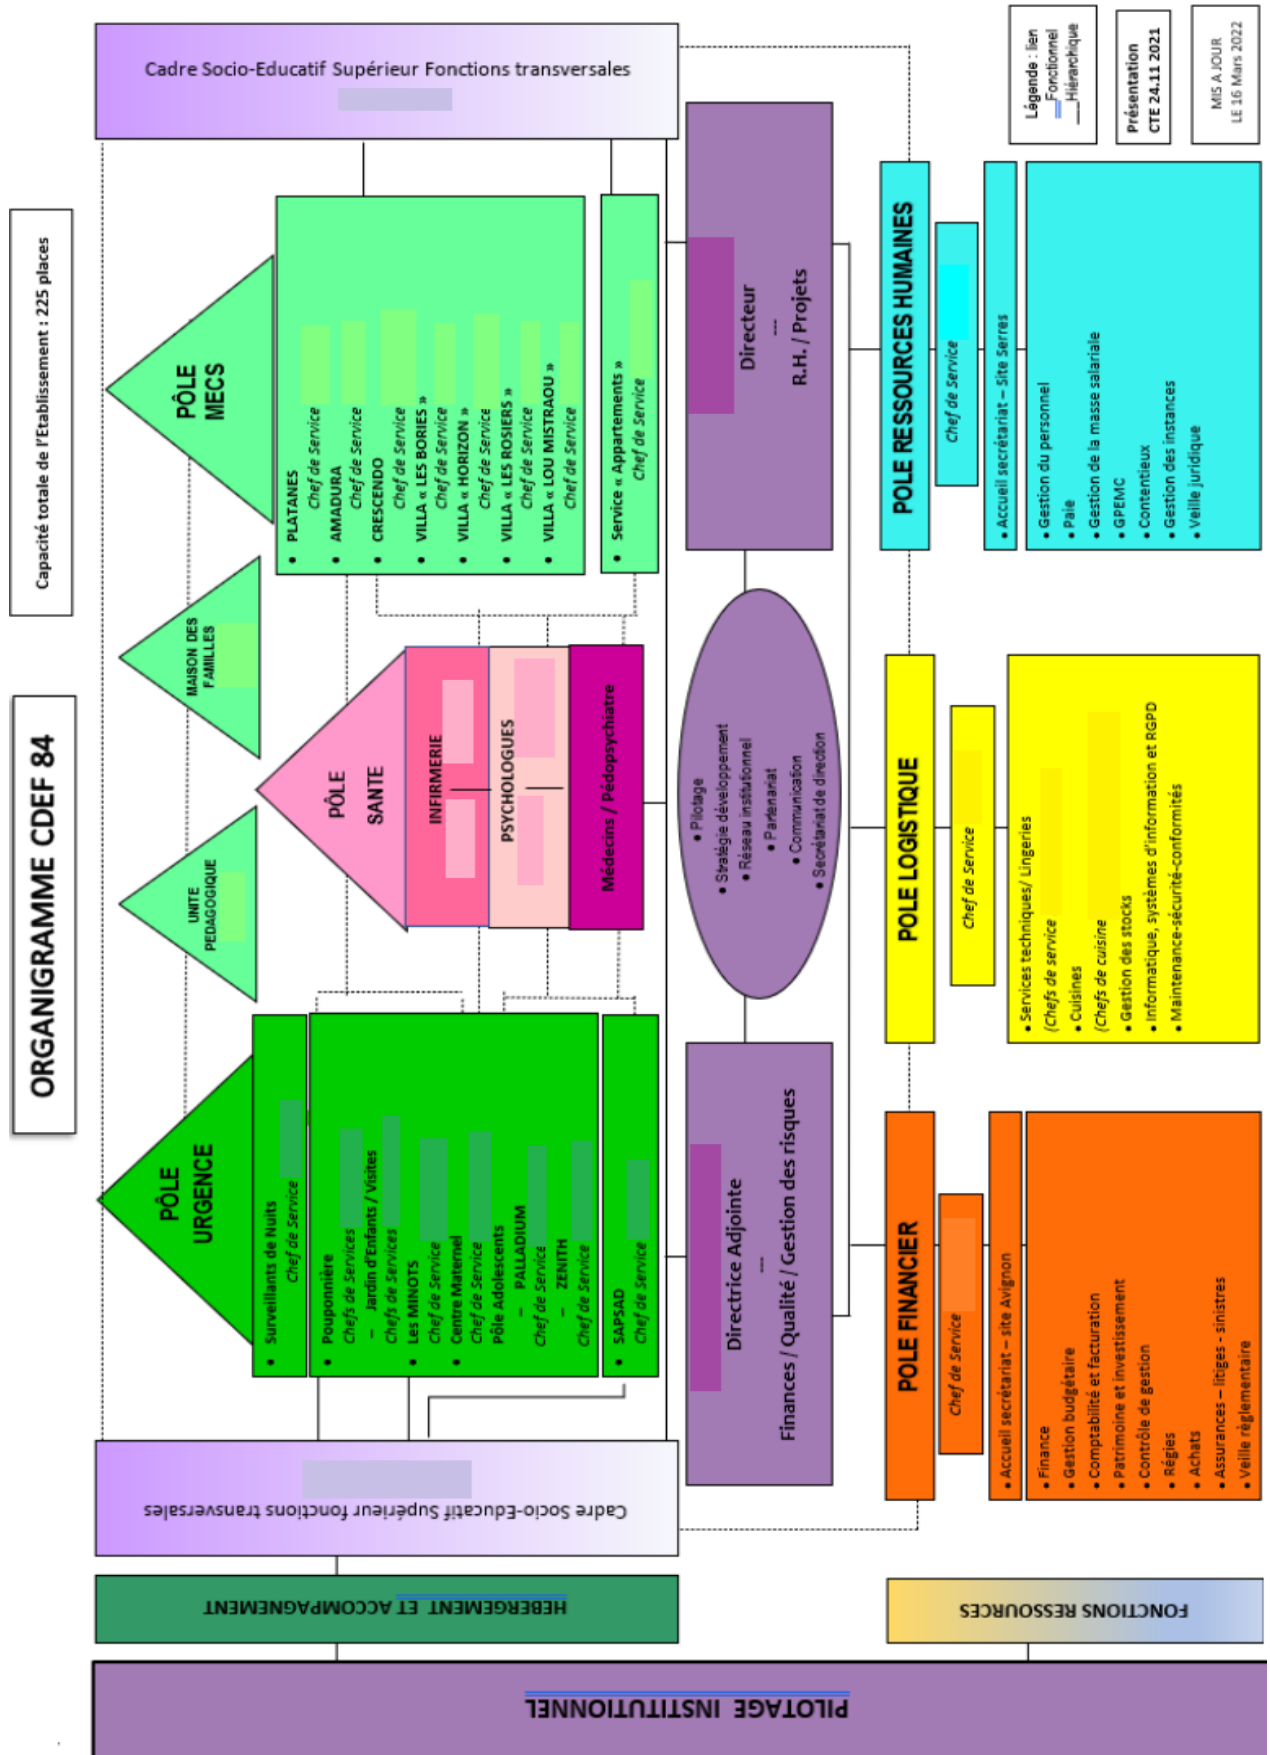 ORGANIGRAMME CDEF 84
Capacité totale de l'Etablissement : 225 places
PILOTAGE INSTITUTIONNEL
HEBERGEMENT ET ACCOMPAGNEMENT
Cadre Socio-Educatif Supérieur fonctions transversales
PÔLE
URGENCE
• Surveillants de Nuits
Chef de Service
• Pouponnière
Chefs de Services
– Jardin d'Enfants / Visites
Chefs de Services
• Les MINOTS
Chef de Service
• Centre Maternel
Chef de Service
Pôle Adolescents
– PALLADIUM
Chef de Service
– ZENITH
Chef de Service
• SAPSAD
Chef de Service
UNITE
PEDAGOGIQUE
PÔLE
SANTE
INFIRMERIE
PSYCHOLOGUES
Médecins / Pédopsychiatre
MAISON DES
FAMILLES
PÔLE
MECS
• PLATANES
Chef de Service
• AMADURA
Chef de Service
• CRESCENDO
Chef de Service
• VILLA « LES BORIES »
Chef de Service
• VILLA « HORIZON »
Chef de Service
• VILLA « LES ROSIERS »
Chef de Service
• VILLA « LOU MISTRAOU »
Chef de Service
• Service « Appartements »
Chef de Service
Cadre Socio-Educatif Supérieur Fonctions transversales
Directrice Adjointe
---
Finances / Qualité / Gestion des risques
• Pilotage
• Stratégie développement
• Réseau institutionnel
• Partenariat
• Communication
• Secrétariat de direction
Directeur
---
R.H. / Projets
FONCTIONS RESSOURCES
POLE FINANCIER
Chef de Service
• Accueil secrétariat – site Avignon
• Finance
• Gestion budgétaire
• Comptabilité et facturation
• Patrimoine et investissement
• Contrôle de gestion
• Régies
• Achats
• Assurances – litiges - sinistres
• Veille règlementaire
POLE LOGISTIQUE
Chef de Service
• Services techniques/ Lingeries
(Chefs de service
• Cuisines
(Chefs de cuisine
• Gestion des stocks
• Informatique, systèmes d'information et RGPD
• Maintenance-sécurité-conformités
POLE RESSOURCES HUMAINES
Chef de Service
• Accueil secrétariat – Site Serres
• Gestion du personnel
• Paie
• Gestion de la masse salariale
• GPEMC
• Contentieux
• Gestion des instances
• Veille juridique
Légende : lien
__Fonctionnel
___Hiérarchique
Présentation
CTE 24.11 2021
MIS A JOUR
LE 16 Mars 2022